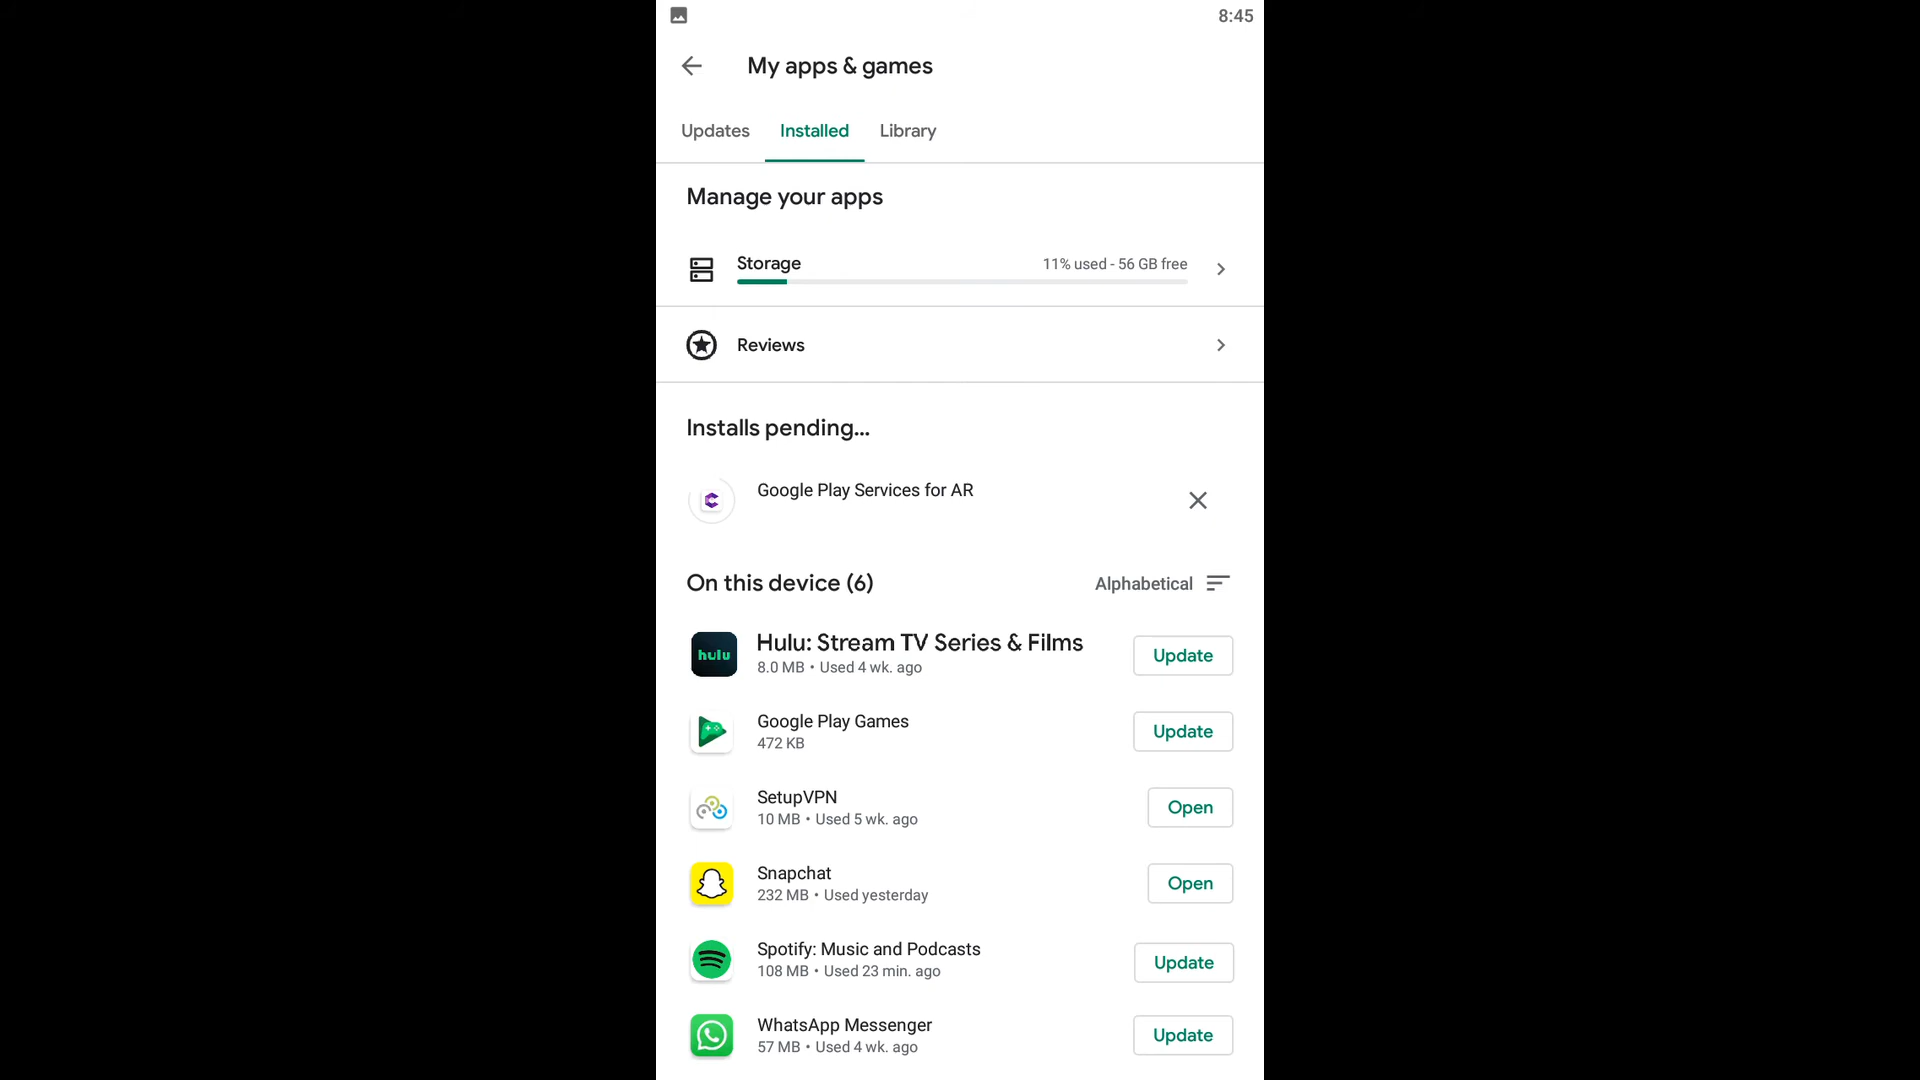 8:45
My apps & games
Updates Installed Library
Manage your apps
Storage 11% used - 56 GB free
Reviews
Installs pending...
Google Play Services for AR
On this device (6) Alphabetical
hulu
Hulu: Stream TV Series & Films
8.0 MB • Used 4 wk. ago
Update
Google Play Games
472 KB
Update
SetupVPN
10 MB • Used 5 wk. ago
Open
Snapchat
232 MB • Used yesterday
Open
Spotify: Music and Podcasts
108 MB • Used 23 min. ago
Update
WhatsApp Messenger
57 MB • Used 4 wk. ago
Update